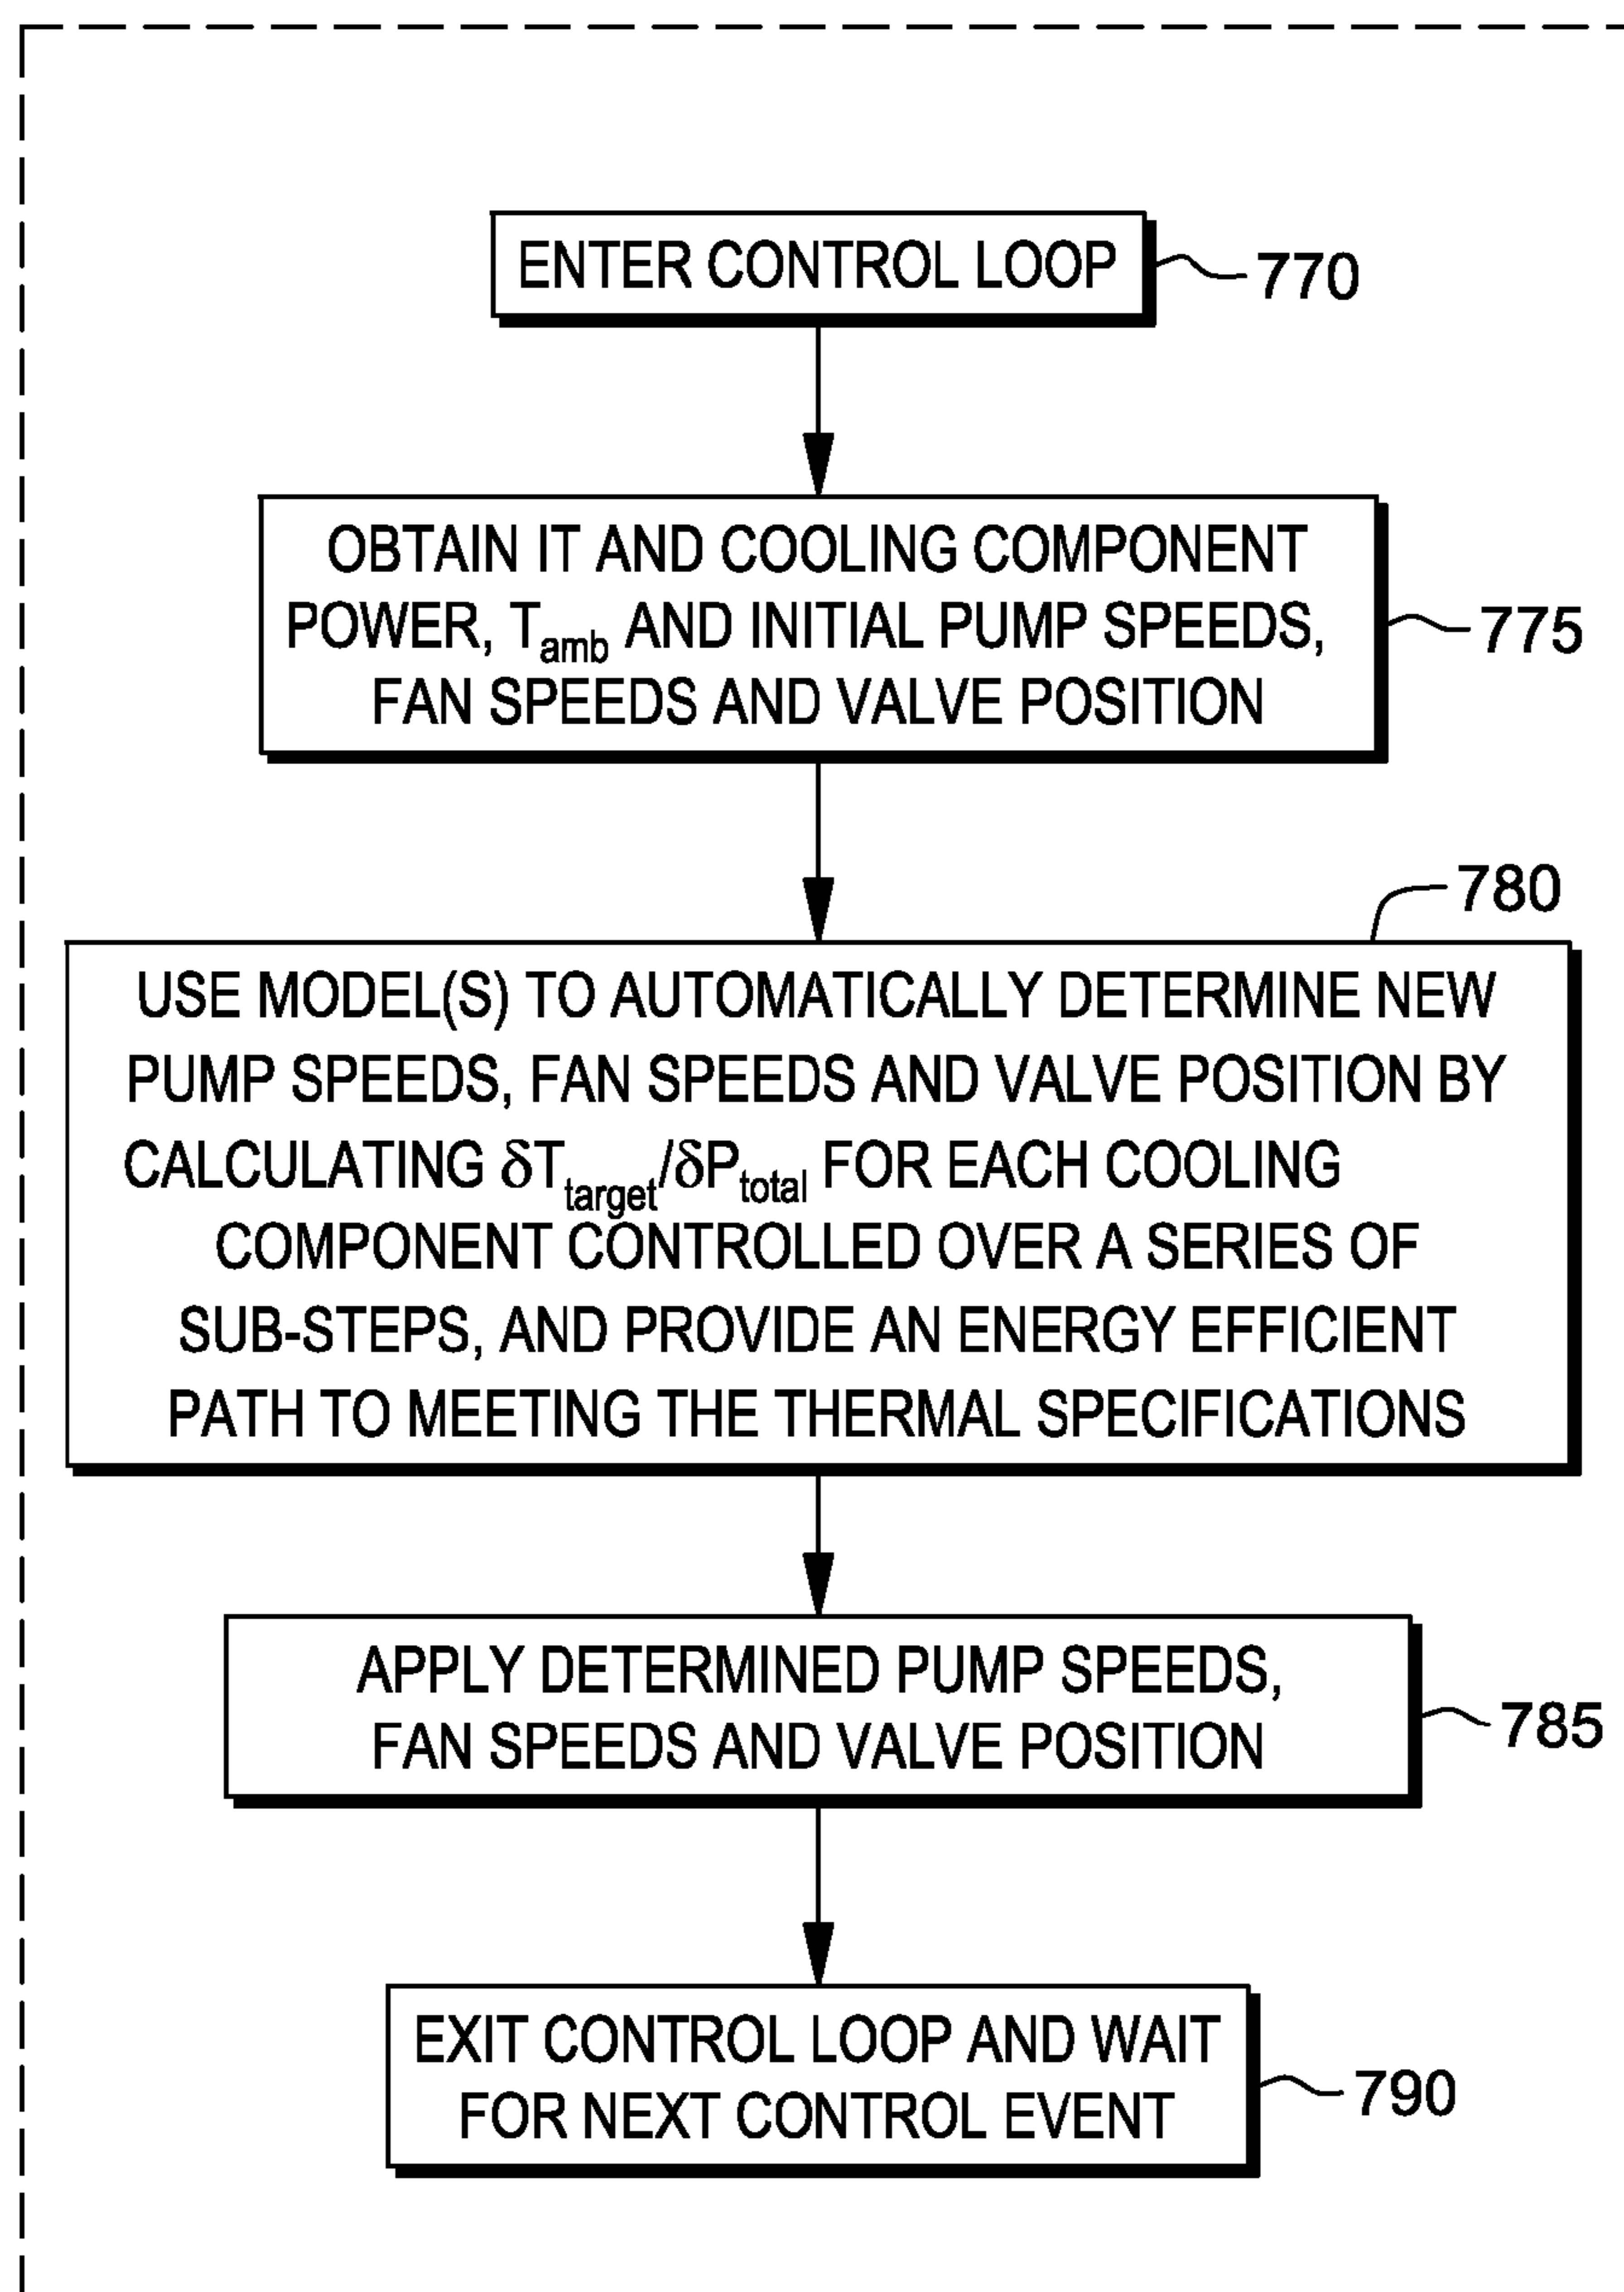 ENTER CONTROL LOOP
770
OBTAIN IT AND COOLING COMPONENT
POWER, Tamb AND INITIAL PUMP SPEEDS,
FAN SPEEDS AND VALVE POSITION
775
780
USE MODEL(S) TO AUTOMATICALLY DETERMINE NEW
PUMP SPEEDS, FAN SPEEDS AND VALVE POSITION BY
CALCULATING δTtarget/δPtotal FOR EACH COOLING
COMPONENT CONTROLLED OVER A SERIES OF
SUB-STEPS, AND PROVIDE AN ENERGY EFFICIENT
PATH TO MEETING THE THERMAL SPECIFICATIONS
APPLY DETERMINED PUMP SPEEDS,
FAN SPEEDS AND VALVE POSITION
785
EXIT CONTROL LOOP AND WAIT
FOR NEXT CONTROL EVENT
790